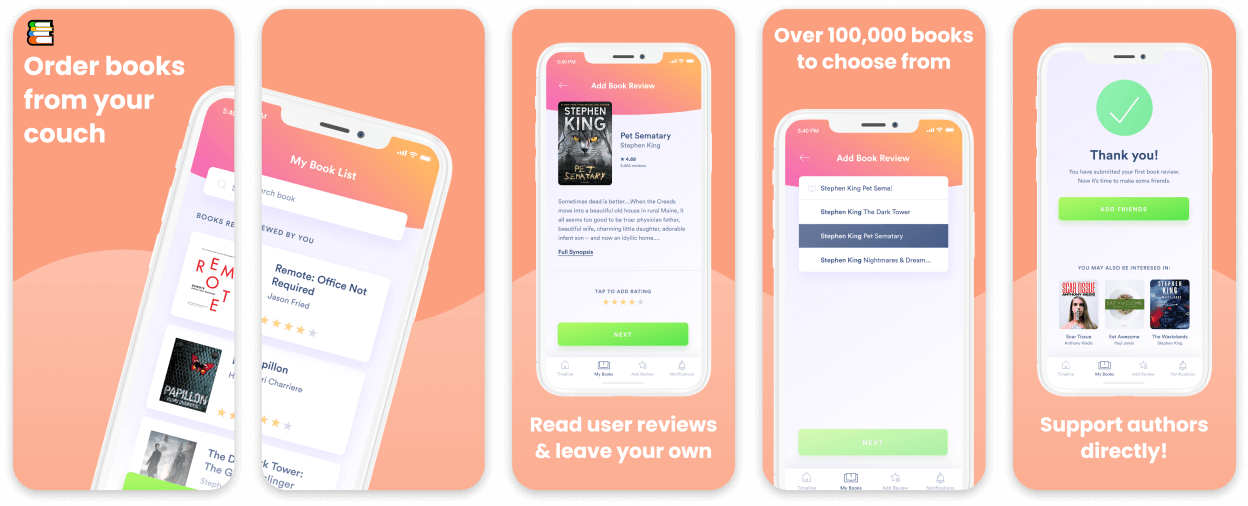 Order books
from your
couch
5:40
My Book List
Search book
BOOKS REVIEWED BY YOU
REMOTE
Remote: Office Not
Required
Jason Fried
PAPILLON
Papillon
Henri Charriere
The Dark Tower:
The Gunslinger
Steph
5:40 PM
Add Book Review
STEPHEN
KING
PET
SEMATARY
Pet Sematary
Stephen King
★ 4.68
Sometimes dead is better...When the Creeds
move into a beautiful old house in rural Maine, it
all seems too good to be true: physician father,
beautiful wife, charming little daughter, adorable
infant son-- and now an idyllic home....
Full Synopsis
TAP TO ADD RATING
NEXT
Timeline
My Books
Add Review
Notifications
Read user reviews
& leave your own
Over 100,000 books
to choose from
5:40 PM
Add Book Review
Stephen King Pet Sema
Stephen King The Dark Tower
Stephen King Pet Sematary
Stephen King Nightmares & Dream...
NEXT
Timeline
My Books
Add Review
Notifications
5:40 PM
Thank you!
You have submitted your first book review.
Now it's time to make some friends.
ADD FRIENDS
YOU MAY ALSO BE INTERESED IN:
SCAR TISSUE
ANTHONY KIEDIS
EAT AWESOME
STEPHEN
KING
Scar Tissue
Anthony Kiedis
Eat Awesome
Paul Jarvis
The Wastelands
Stephen King
Timeline
My Books
Add Review
Notifications
Support authors
directly!